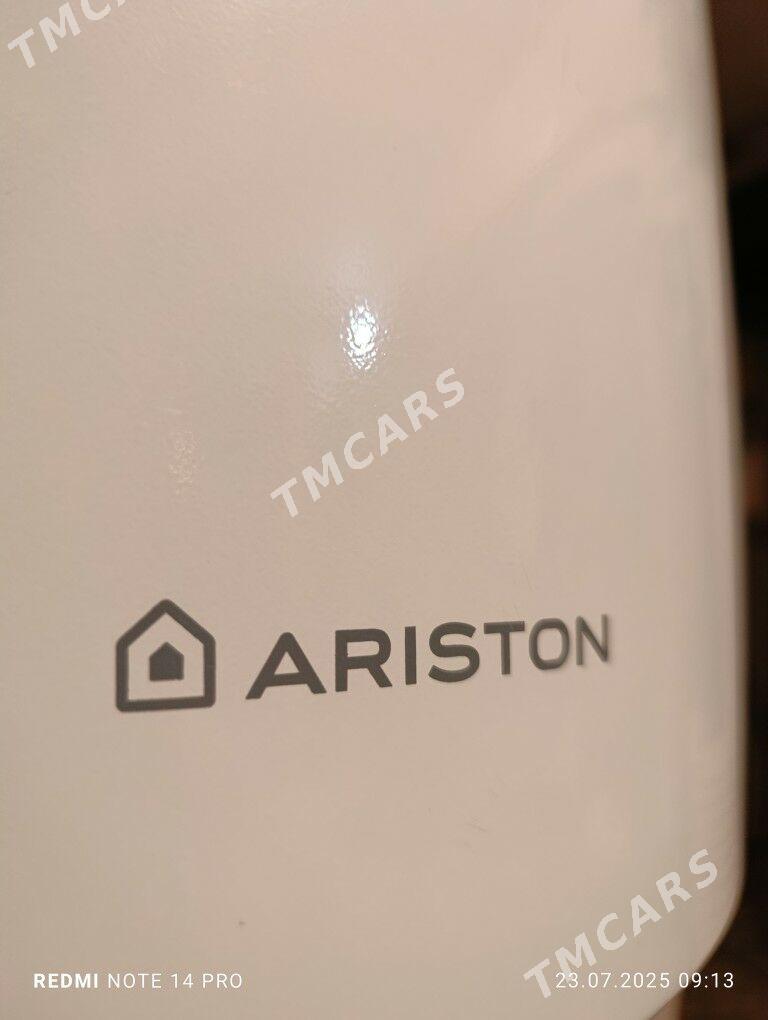 TMCARS
TMCARS
ARISTON
TMCARS
REDMI NOTE 14 PRO
23.07.2025 09:13